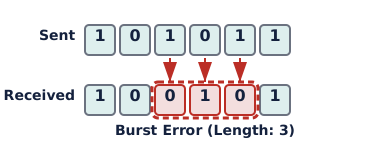 Sent 1 0 1 0 1 1
Received 1 0 0 1 0 1
Burst Error (Length: 3)